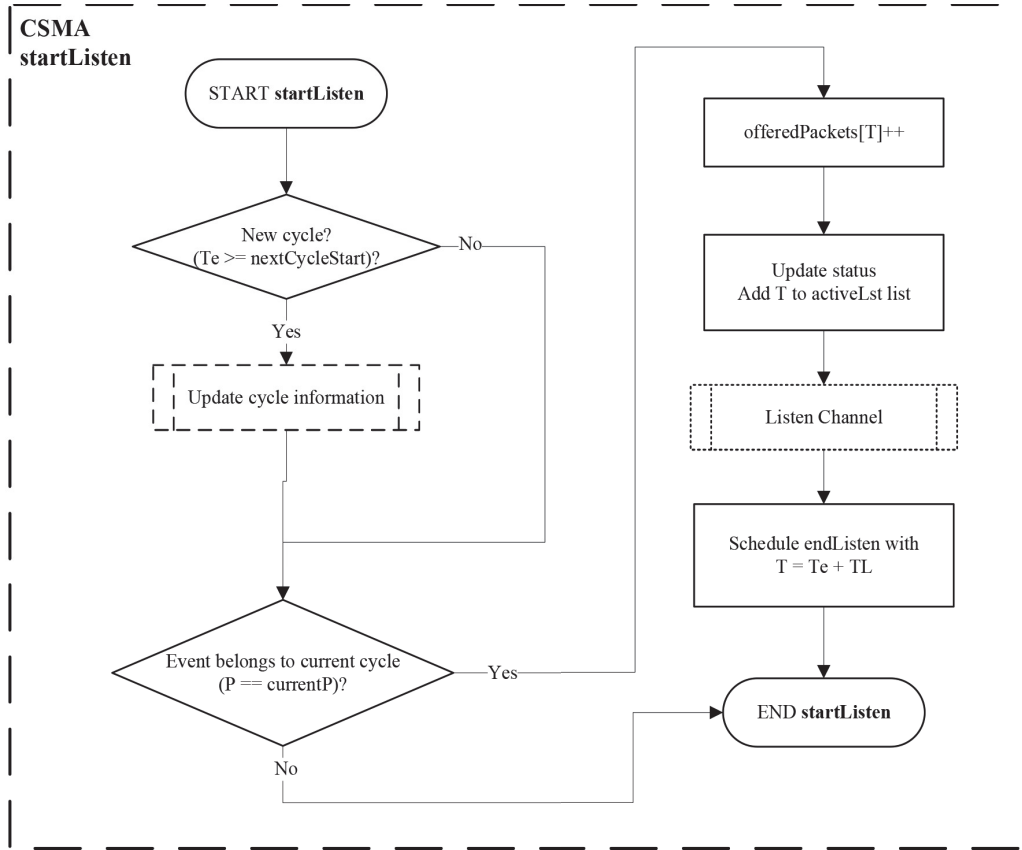 CSMA
startListen
START startListen
New cycle?
(Te >= nextCycleStart)?
No
Yes
Update cycle information
Event belongs to current cycle
(P == currentP)?
Yes
No
offeredPackets[T]++
Update status
Add T to activeLst list
Listen Channel
Schedule endListen with
T = Te + TL
END startListen